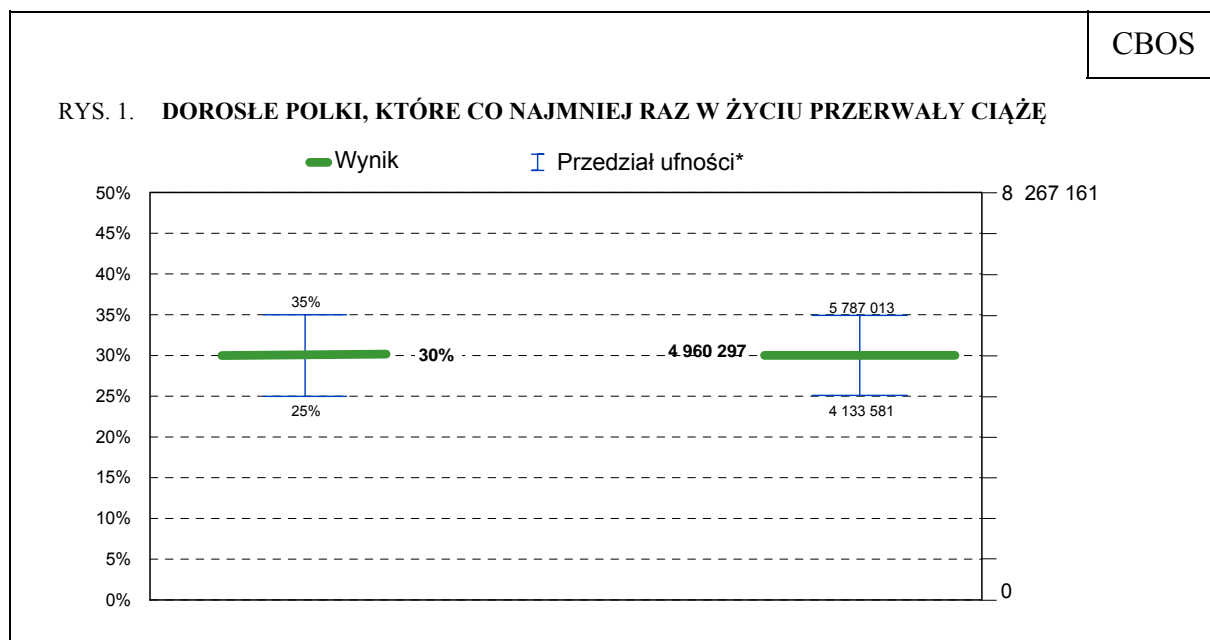 CBOS
RYS. 1. DOROSŁE POLKI, KTÓRE CO NAJMNIEJ RAZ W ŻYCIU PRZERWAŁY CIĄŻĘ
Wynik Przedział ufności*
50% 8 267 161
45%
40%
35% 35% 5 787 013
30% 30% 4 960 297
25% 25% 4 133 581
20%
15%
10%
5%
0% 0